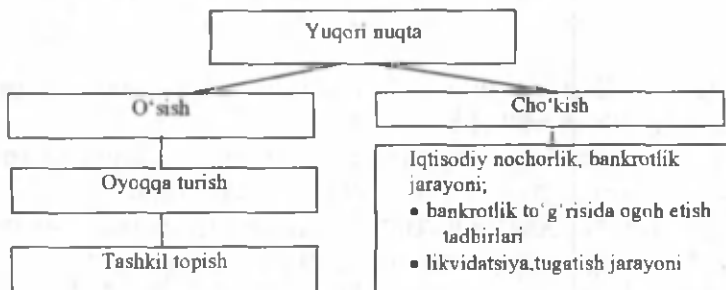 Yuqori nuqta
O‘sish
Cho‘kish
Oyoqqa turish
Tashkil topish
Iqtisodiy nochorlik, bankrotlik
jarayoni;
• bankrotlik to‘g‘risida ogoh etish
tadbirlari
• likvidatsiya,tugatish jarayoni